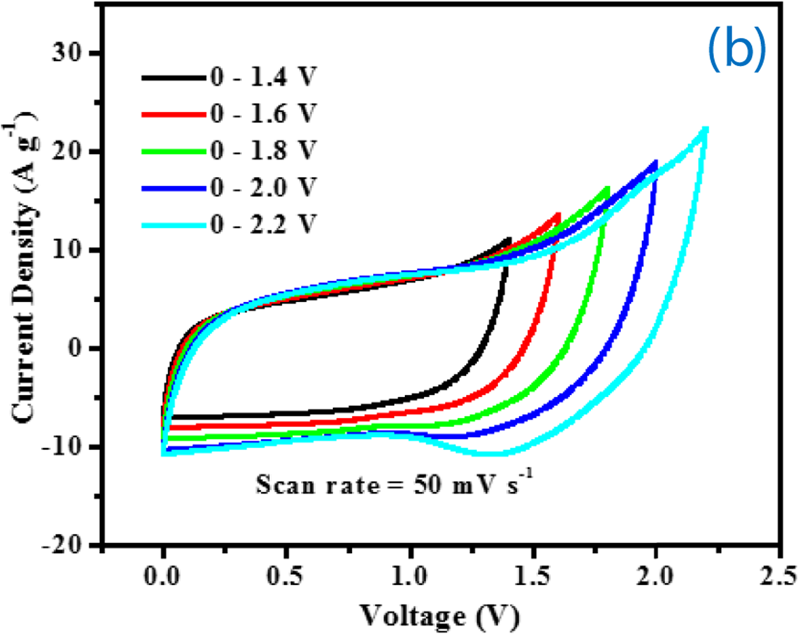 (b)
0 - 1.4 V
0 - 1.6 V
0 - 1.8 V
0 - 2.0 V
0 - 2.2 V
Current Density (A g⁻¹)
30
20
10
0
-10
-20
Scan rate = 50 mV s⁻¹
0.0 0.5 1.0 1.5 2.0 2.5
Voltage (V)